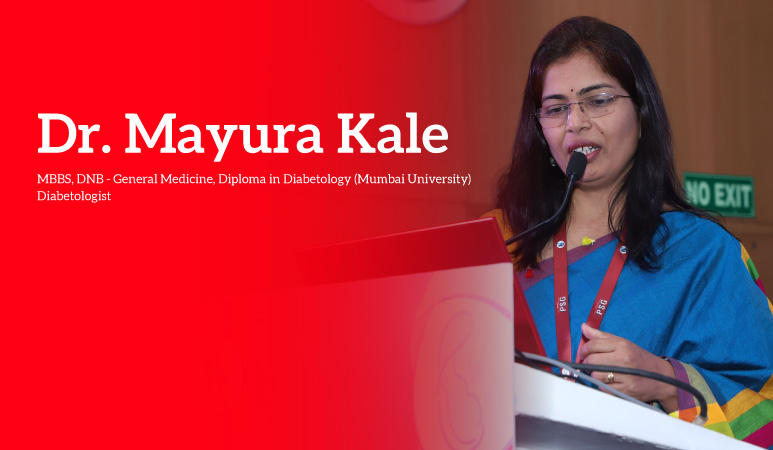 Dr. Mayura Kale
MBBS, DNB - General Medicine, Diploma in Diabetology (Mumbai University)
Diabetologist
NO EXIT
PSG
PSG